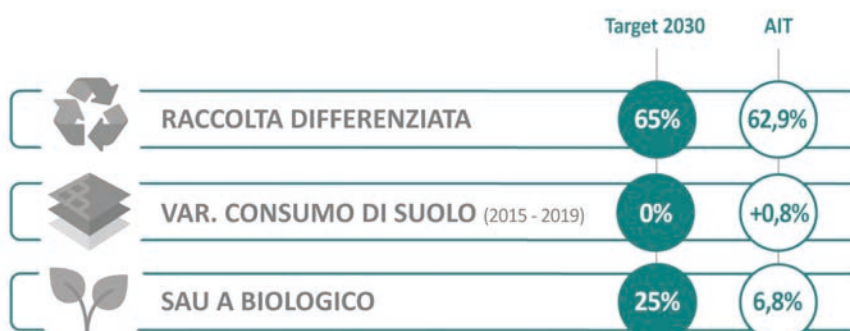 Target 2030 AIT
RACCOLTA DIFFERENZIATA 65% 62,9%
VAR. CONSUMO DI SUOLO (2015 - 2019) 0% +0,8%
SAU A BIOLOGICO 25% 6,8%